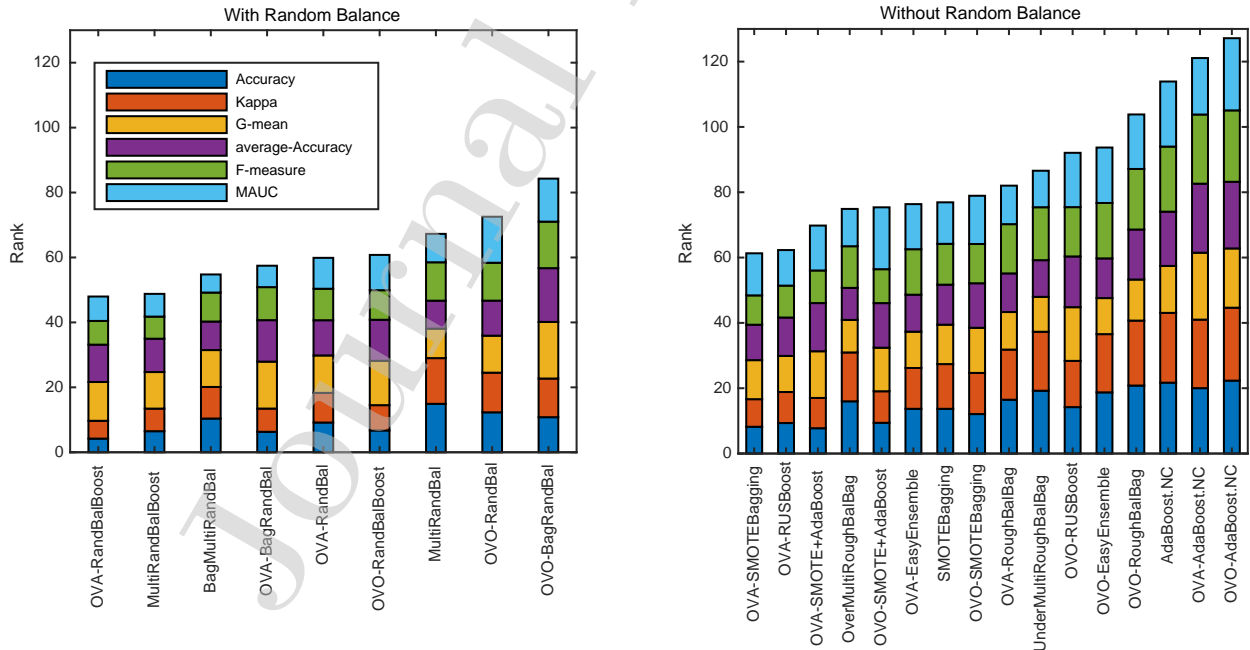 With Random Balance
120
100
80
60
40
20
0
Rank
Accuracy
Kappa
G-mean
average-Accuracy
F-measure
MAUC
OVA-RandBalBoost
MultiRandBalBoost
BagMultiRandBal
OVA-BagRandBal
OVA-RandBal
OVO-RandBalBoost
MultiRandBal
OVO-RandBal
OVO-BagRandBal
Journal
Without Random Balance
120
100
80
60
40
20
0
Rank
OVA-SMOTEBagging
OVA-RUSBoost
OVA-SMOTE+AdaBoost
OverMultiRoughBalBag
OVO-SMOTE+AdaBoost
OVA-EasyEnsemble
SMOTEBagging
OVO-SMOTEBagging
OVA-RoughBalBag
UnderMultiRoughBalBag
OVO-RUSBoost
OVO-EasyEnsemble
OVO-RoughBalBag
AdaBoost.NC
OVA-AdaBoost.NC
OVO-AdaBoost.NC